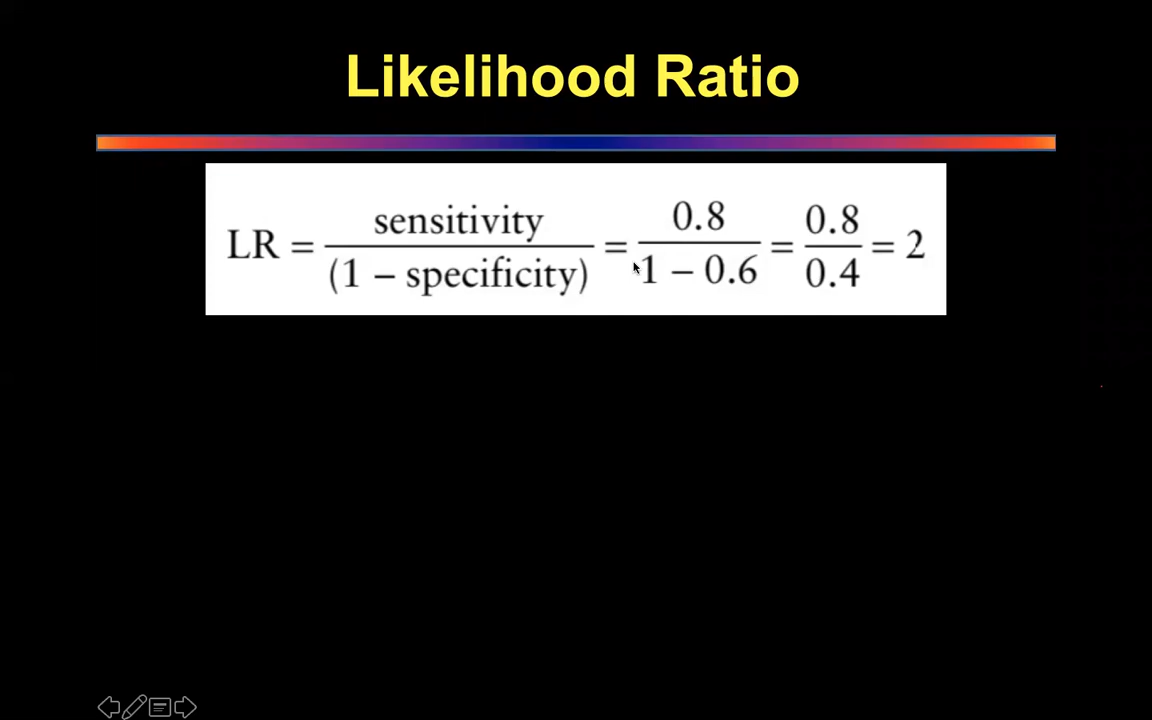 Likelihood Ratio
LR = sensitivity / (1 – specificity) = 0.8 / 1 – 0.6 = 0.8 / 0.4 = 2